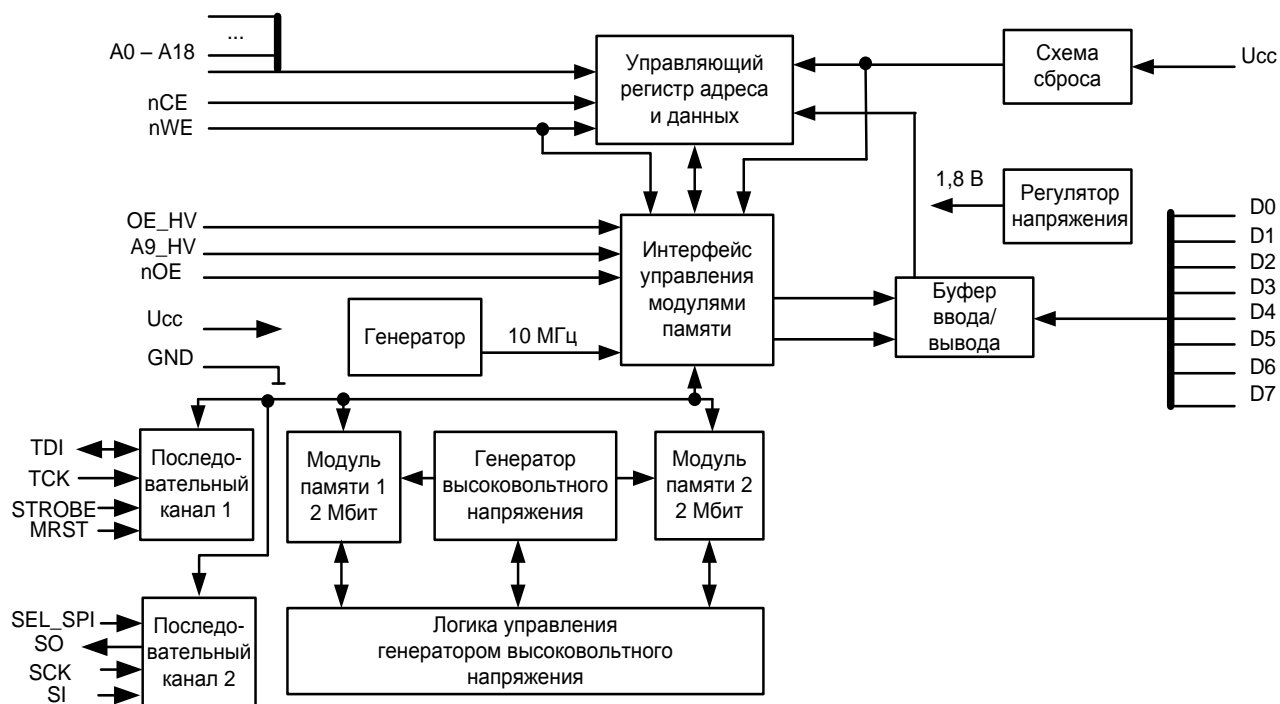 ...
A0 – A18
nCE
nWE
Управляющий
регистр адреса
и данных
Схема
сброса
Ucc
1,8 В
Регулятор
напряжения
OE_HV
A9_HV
nOE
Интерфейс
управления
модулями
памяти
Буфер
ввода/
вывода
D0
D1
D2
D3
D4
D5
D6
D7
Ucc
GND
Генератор
10 МГц
TDI
TCK
STROBE
MRST
Последо-
вательный
канал 1
Модуль
памяти 1
2 Мбит
Генератор
высоковольтного
напряжения
Модуль
памяти 2
2 Мбит
SEL_SPI
SO
SCK
SI
Последо-
вательный
канал 2
Логика управления
генератором высоковольтного
напряжения